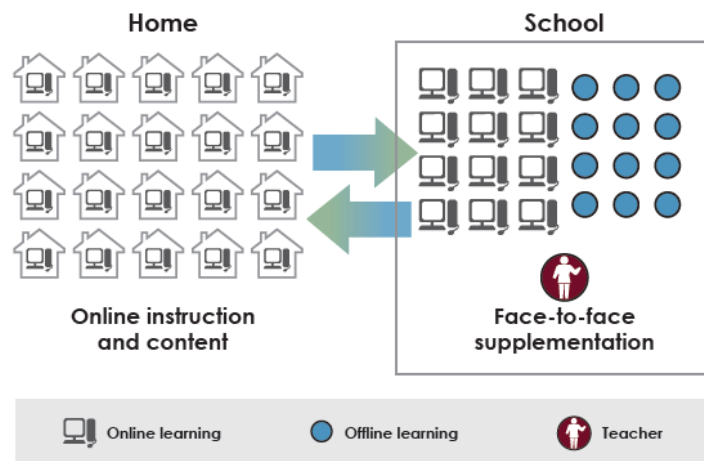 Home
School
Online instruction
and content
Face-to-face
supplementation
Online learning
Offline learning
Teacher